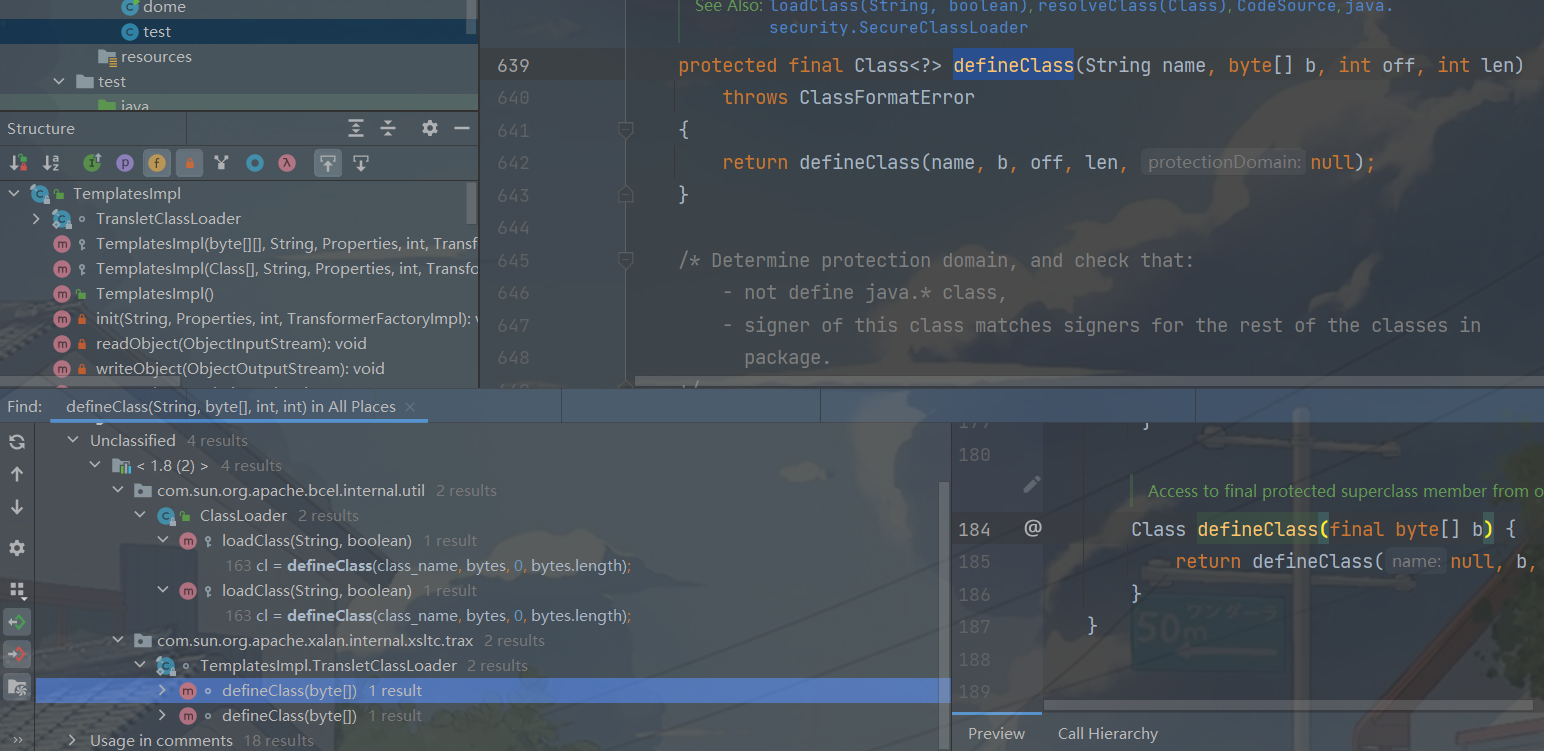 dome
test
resources
test
java
Structure
TemplatesImpl
TransletClassLoader
TemplatesImpl(byte[][], String, Properties, int, Transf
TemplatesImpl(Class[], String, Properties, int, Transfo
TemplatesImpl()
init(String, Properties, int, TransformerFactoryImpl):
readObject(ObjectInputStream): void
writeObject(ObjectOutputStream): void
See Also: loadClass(String, boolean), resolveClass(Class), CodeSource, java.
security.SecureClassLoader
639 protected final Class<?> defineClass(String name, byte[] b, int off, int len)
640 throws ClassFormatError
641 {
642 return defineClass(name, b, off, len, protectionDomain: null);
643 }
644
645 /* Determine protection domain, and check that:
646 - not define java.* class,
647 - signer of this class matches signers for the rest of the classes in
648 package.
Find: defineClass(String, byte[], int, int) in All Places
Unclassified 4 results
< 1.8 (2) > 4 results
com.sun.org.apache.bcel.internal.util 2 results
ClassLoader 2 results
loadClass(String, boolean) 1 result
163 cl = defineClass(class_name, bytes, 0, bytes.length);
loadClass(String, boolean) 1 result
163 cl = defineClass(class_name, bytes, 0, bytes.length);
com.sun.org.apache.xalan.internal.xsltc.trax 2 results
TemplatesImpl.TransletClassLoader 2 results
defineClass(byte[]) 1 result
defineClass(byte[]) 1 result
Usage in comments 18 results
180
Access to final protected superclass member from o
184 @ Class defineClass(final byte[] b) {
185 return defineClass( name: null, b,
186 }
187 }
188
189
ワンダーラ
50m
Preview Call Hierarchy